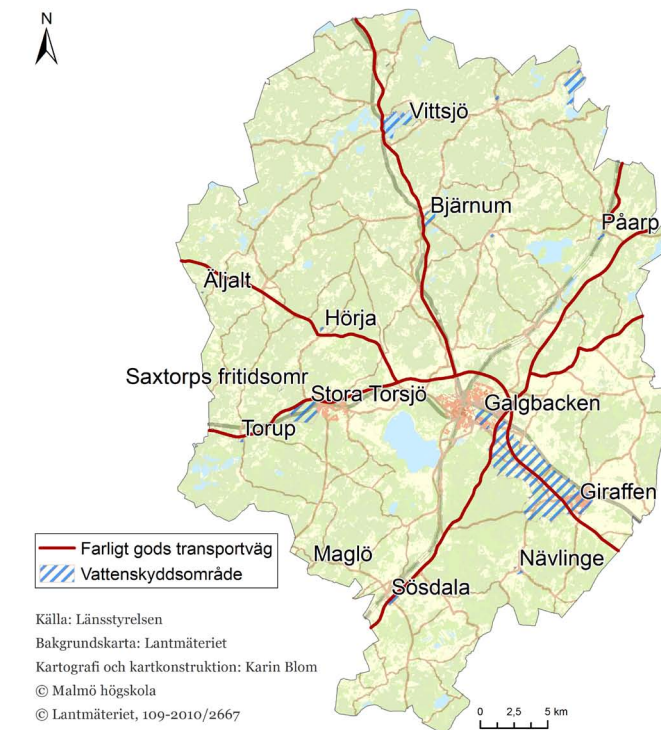 N
Vittsjö
Bjärnum
Påarp
Äljalt
Hörja
Saxtorps fritidsomr
Stora Torsjö
Galgbacken
Torup
Giraffen
Maglö
Nävlinge
Sösdala
Farligt gods transportväg
Vattenskyddsområde
Källa: Länsstyrelsen
Bakgrundskarta: Lantmäteriet
Kartografi och kartkonstruktion: Karin Blom
© Malmö högskola
© Lantmäteriet, 109-2010/2667
0 2,5 5 km